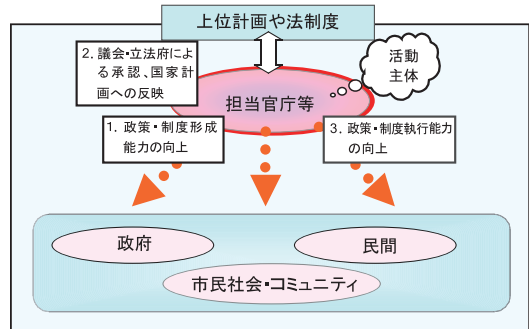 上位計画や法制度
2. 議会・立法府によ
る承認、国家計
画への反映
活動
主体
担当官庁等
1. 政策・制度形成
能力の向上
3. 政策・制度執行能力
の向上
政府
民間
市民社会・コミュニティ